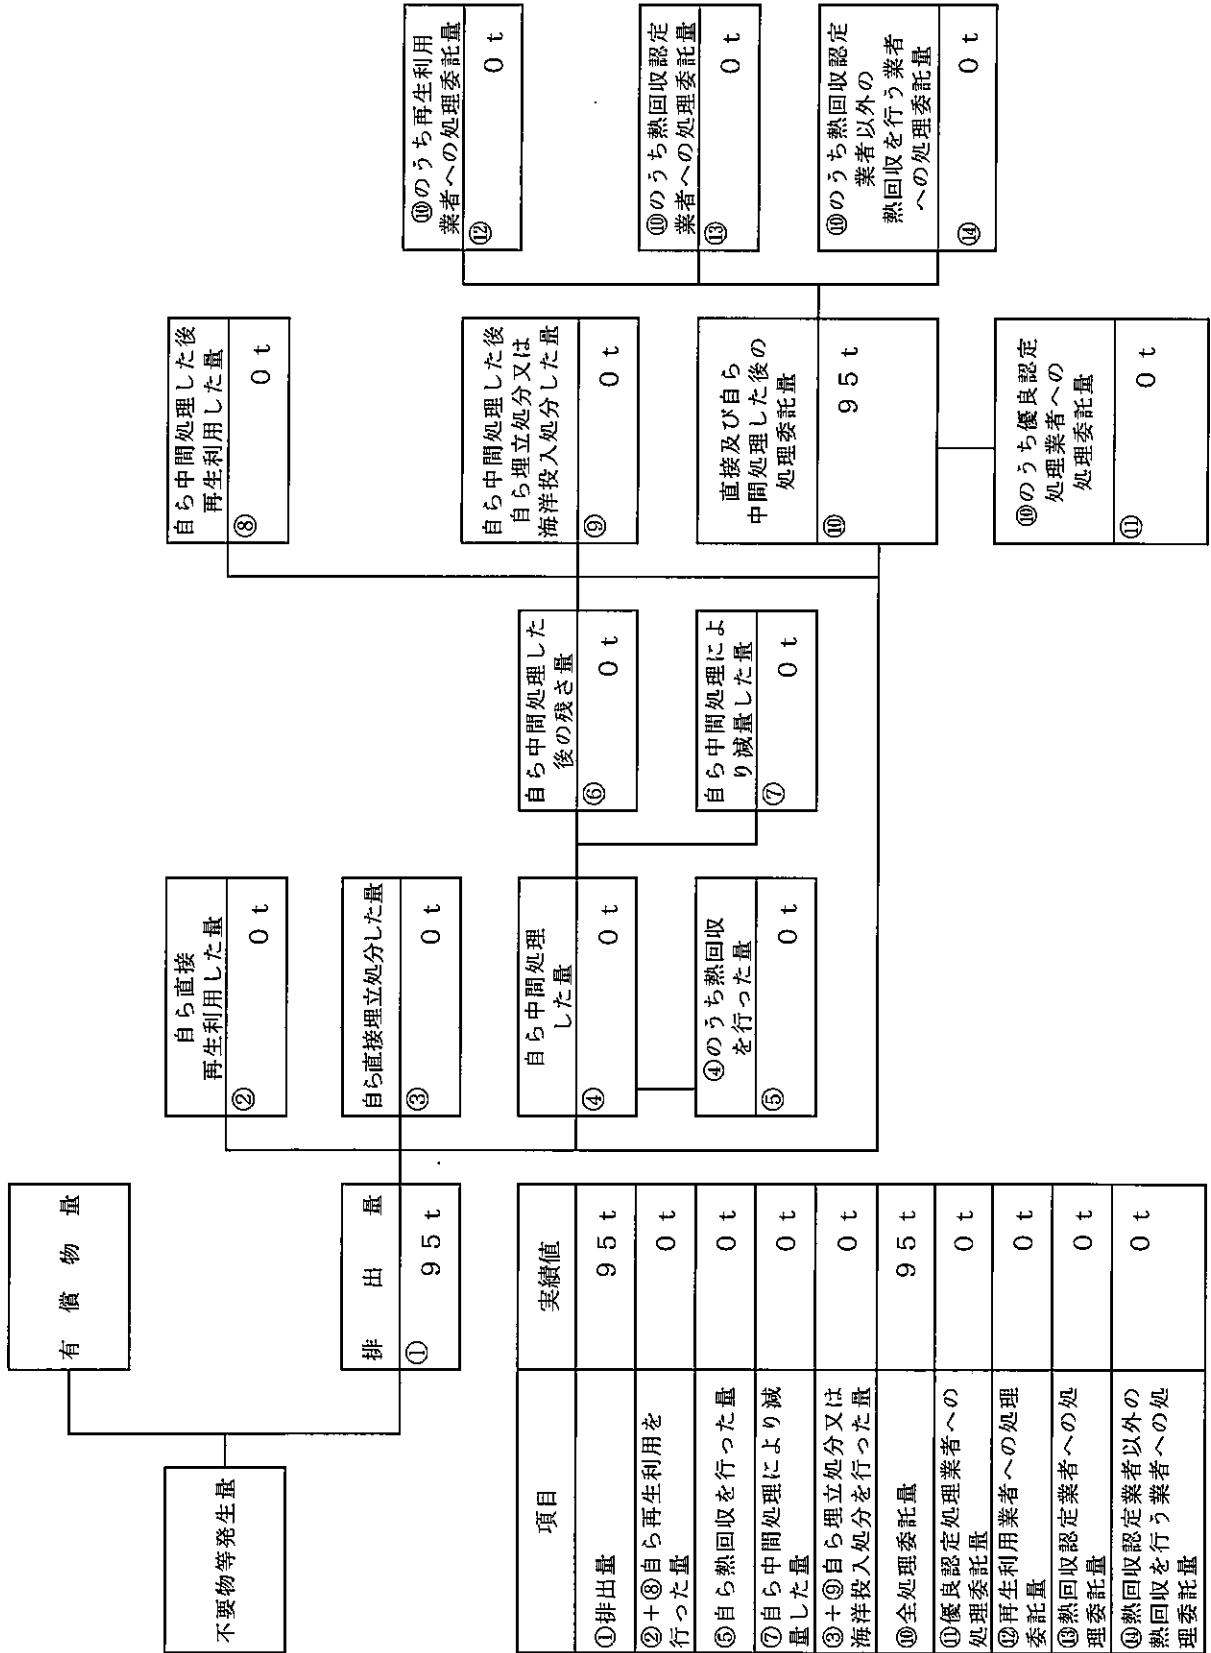 有 償 物 量
不要物等発生量
排 出 量
① 95t
自ら直接
再生利用した量
② 0t
自ら直接埋立処分した量
③ 0t
自ら中間処理
した量
④ 0t
④のうち熱回収
を行った量
⑤ 0t
自ら中間処理した
後の残さ量
⑥ 0t
自ら中間処理によ
り減量した量
⑦ 0t
自ら中間処理した後
再生利用した量
⑧ 0t
自ら中間処理した後
自ら埋立処分又は
海洋投入処分した量
⑨ 0t
直接及び自ら
中間処理した後の
処理委託量
⑩ 95t
⑩のうち優良認定
処理業者への
処理委託量
⑪ 0t
⑩のうち再生利用
業者への処理委託量
⑫ 0t
⑩のうち熱回収認定
業者への処理委託量
⑬ 0t
⑩のうち熱回収認定
業者以外の
熱回収を行う業者
への処理委託量
⑭ 0t
項目 実績値
①排出量 95t
②+⑧自ら再生利用を
行った量 0t
⑤自ら熱回収を行った量 0t
⑦自ら中間処理により減
量した量 0t
③+⑨自ら埋立処分又は
海洋投入処分を行った量 0t
⑩全処理委託量 95t
⑪優良認定処理業者への
処理委託量 0t
⑫再生利用業者への処理
委託量 0t
⑬熱回収認定業者への処
理委託量 0t
⑭熱回収認定業者以外の
熱回収を行う業者への処
理委託量 0t